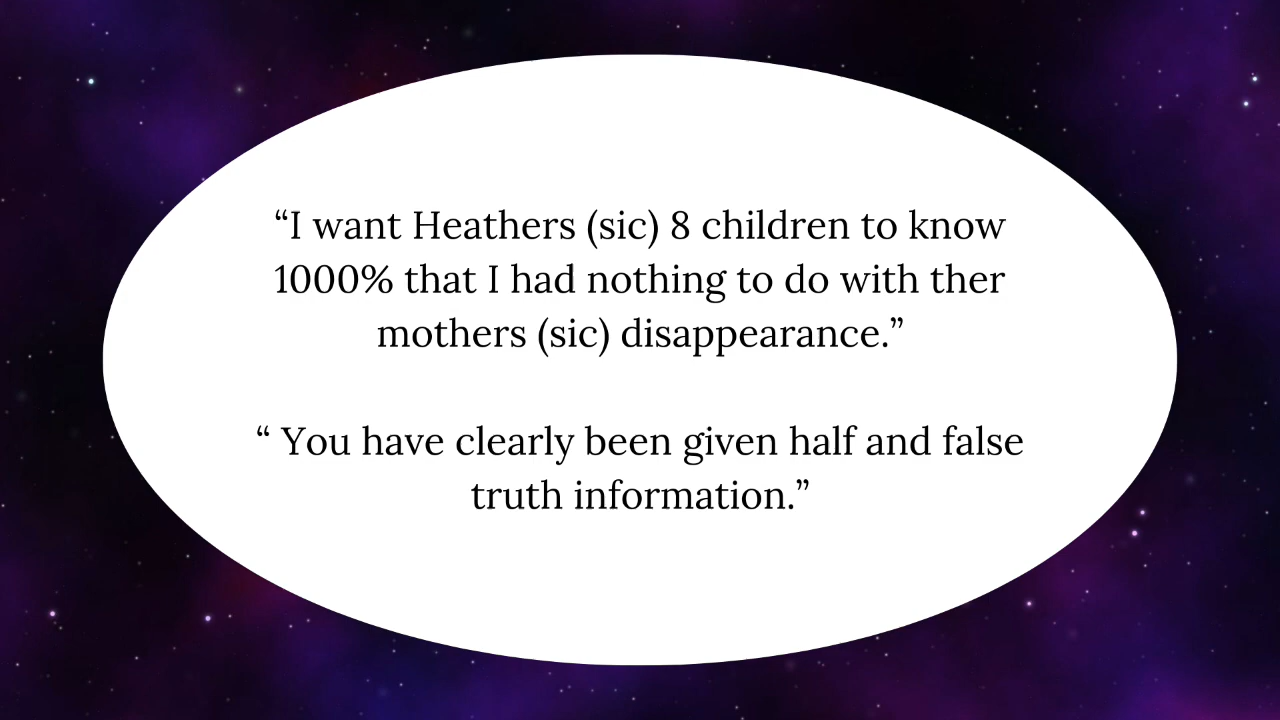 “I want Heathers (sic) 8 children to know
1000% that I had nothing to do with ther
mothers (sic) disappearance.”
“ You have clearly been given half and false
truth information.”